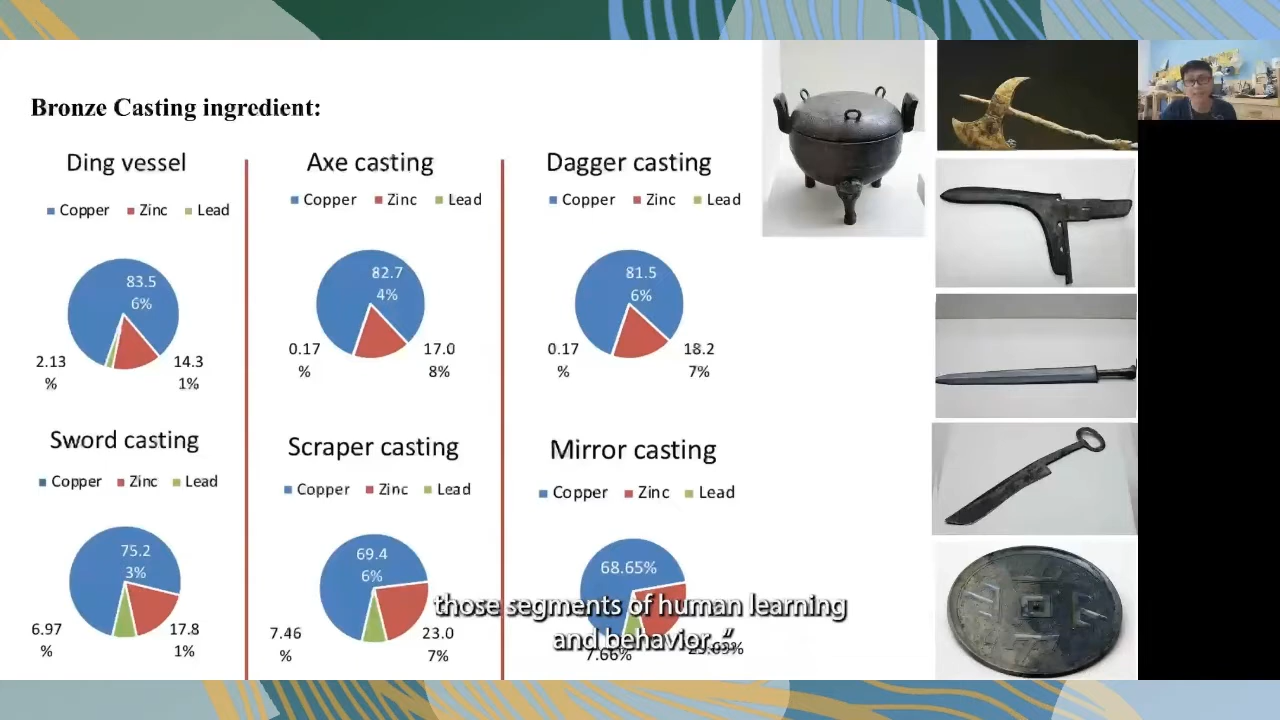 Bronze Casting ingredient:
Ding vessel
Copper Zinc Lead
83.5
6%
2.13
%
14.3
1%
Axe casting
Copper Zinc Lead
82.7
4%
0.17
%
17.0
8%
Dagger casting
Copper Zinc Lead
81.5
6%
0.17
%
18.2
7%
Sword casting
Copper Zinc Lead
75.2
3%
6.97
%
17.8
1%
Scraper casting
Copper Zinc Lead
69.4
6%
7.46
%
23.0
7%
Mirror casting
Copper Zinc Lead
68.65%
7.66%
those segments of human learning
and behavior.”